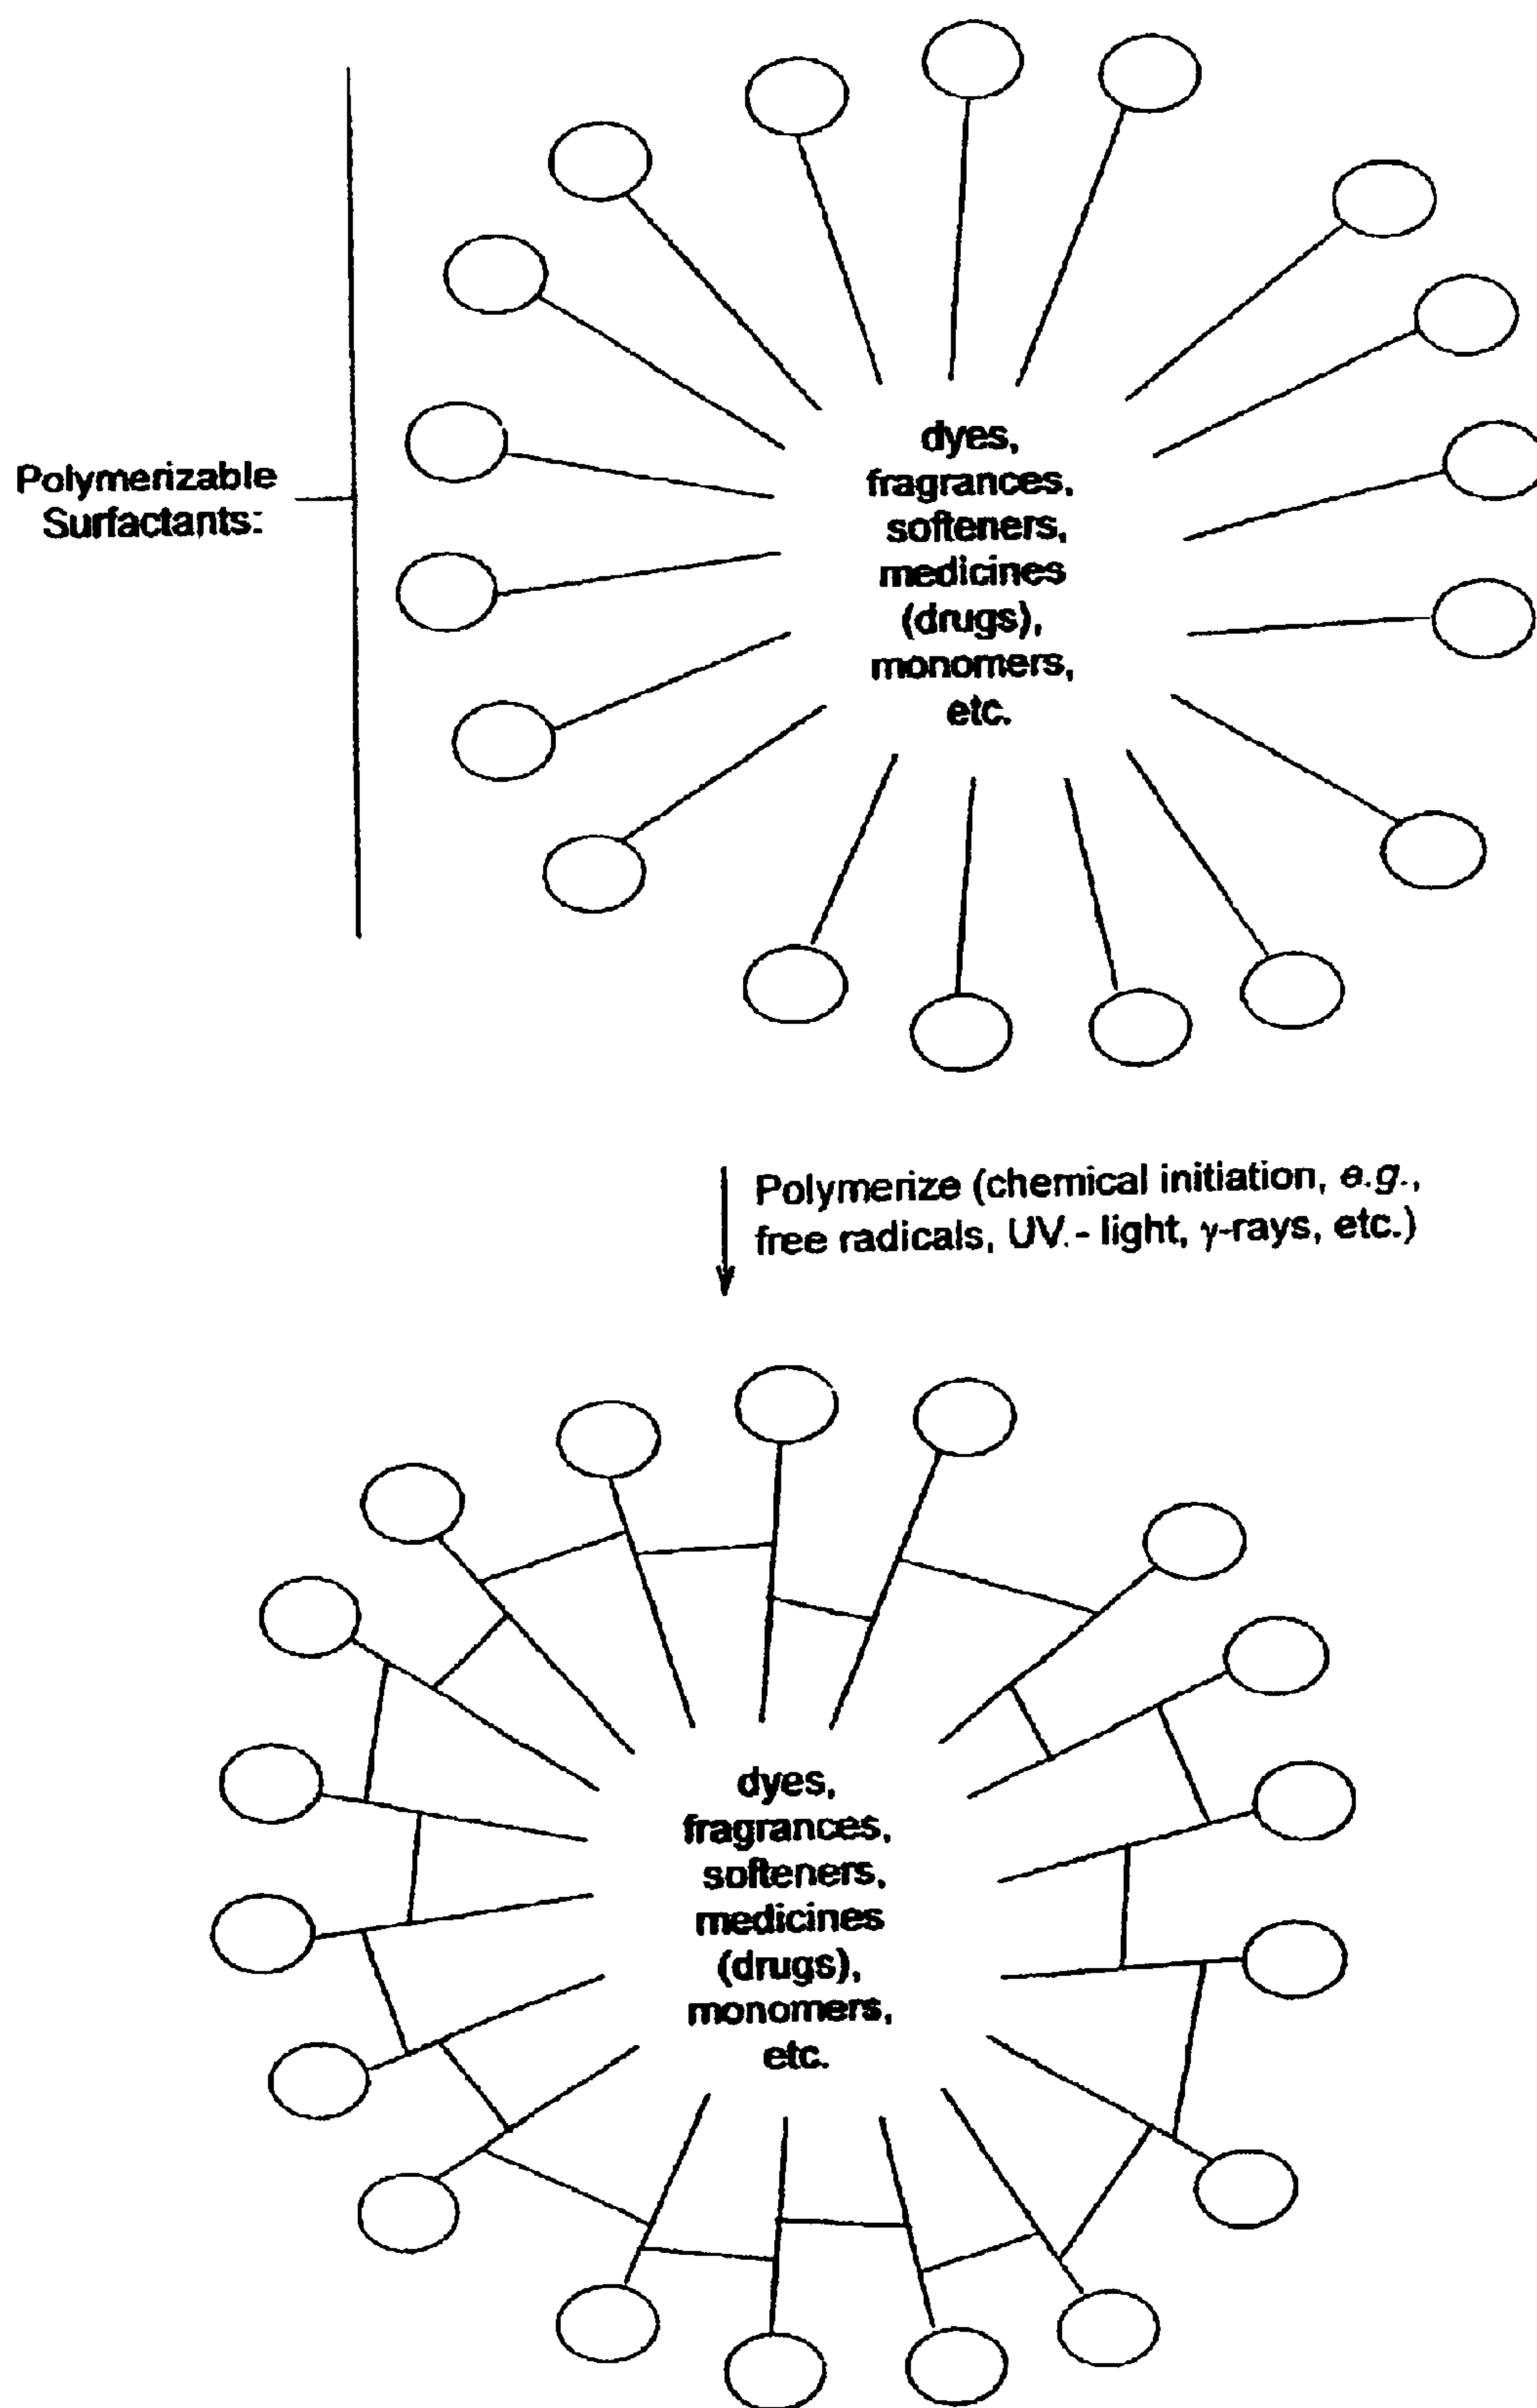 Polymerizable
Surfactants:
dyes,
fragrances,
softeners,
medicines
(drugs),
monomers,
etc.
Polymerize (chemical initiation, e.g.,
free radicals, UV.- light, γ-rays, etc.)
dyes,
fragrances,
softeners,
medicines
(drugs),
monomers,
etc.